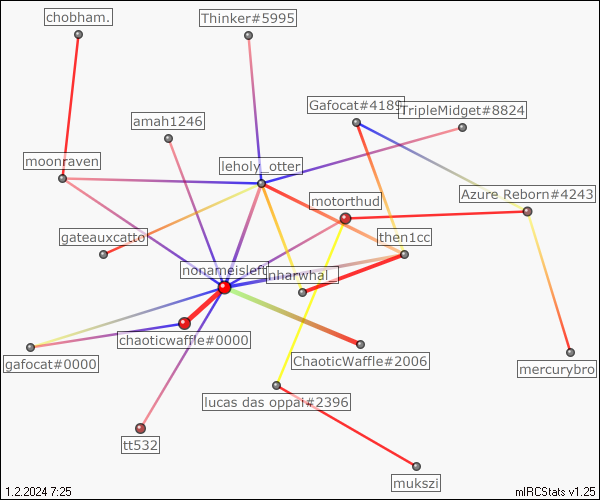 chobham.
Thinker#5995
Gafocat#4189
TripleMidget#8824
amah1246
moonraven
leholy_otter
motorthud
Azure Reborn#4243
gateauxcatto
then1cc
nonameisleft
nharwhal_
chaoticwaffle#0000
ChaoticWaffle#2006
gafocat#0000
mercurybro
lucas das oppai#2396
tt532
mukszi
1.2.2024 7:25
mIRCStats v1.25